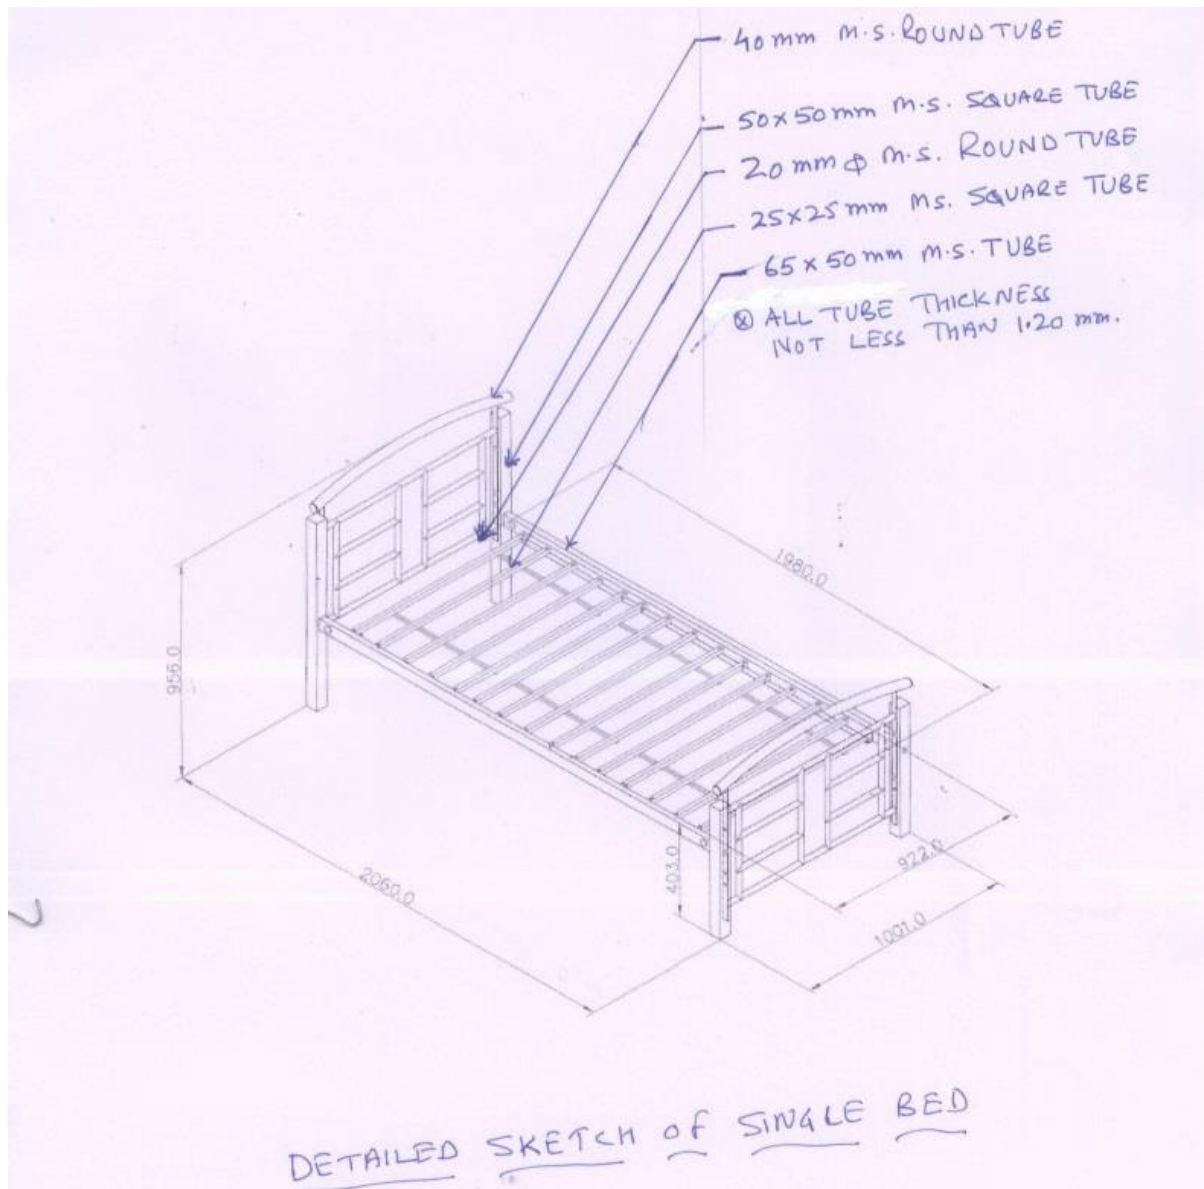 40mm M.S. ROUND TUBE
50x50mm M.S. SQUARE TUBE
20mm φ M.S. ROUND TUBE
25x25mm MS. SQUARE TUBE
65x50mm M.S. TUBE
⊗ ALL TUBE THICKNESS
NOT LESS THAN 1.20 mm.
1980.0
956.0
403.0
922.0
2060.0
1001.0
DETAILED SKETCH OF SINGLE BED